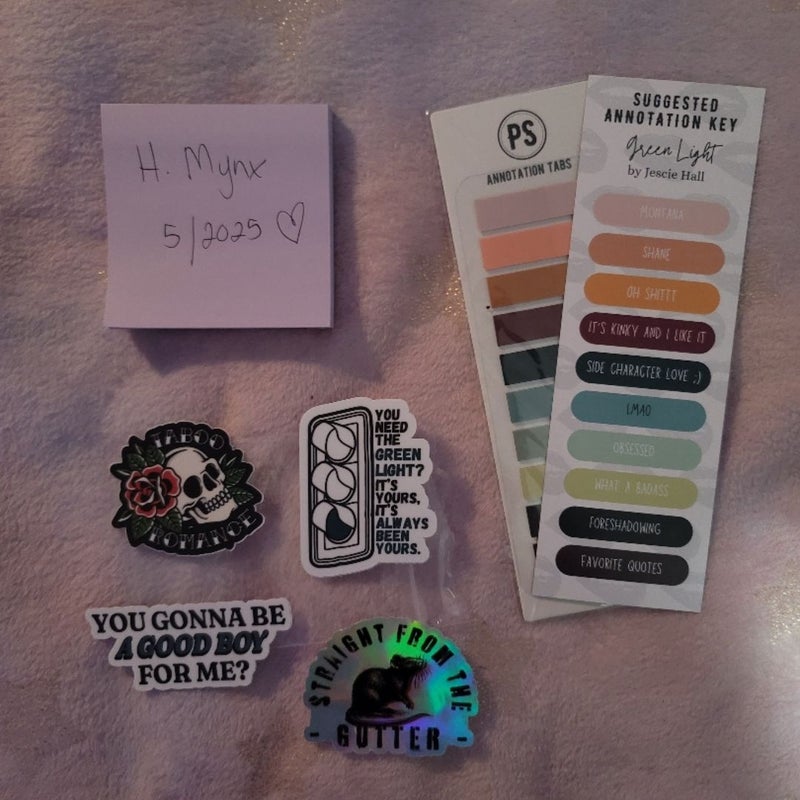 H. Mynx
5/2025 ♡
PS
ANNOTATION TABS
SUGGESTED
ANNOTATION KEY
Green Light
by Jescie Hall
MONTANA
SHANE
OH SHITTT
IT'S KINKY AND I LIKE IT
SIDE CHARACTER LOVE ;)
LMAO
OBSESSED
WHAT A BADASS
FORESHADOWING
FAVORITE QUOTES
TABOO
ROMANCE
YOU
NEED
THE
GREEN
LIGHT?
IT'S
YOURS,
IT'S
ALWAYS
BEEN
YOURS.
YOU GONNA BE
A GOOD BOY
FOR ME?
STRAIGHT FROM THE
- GUTTER -